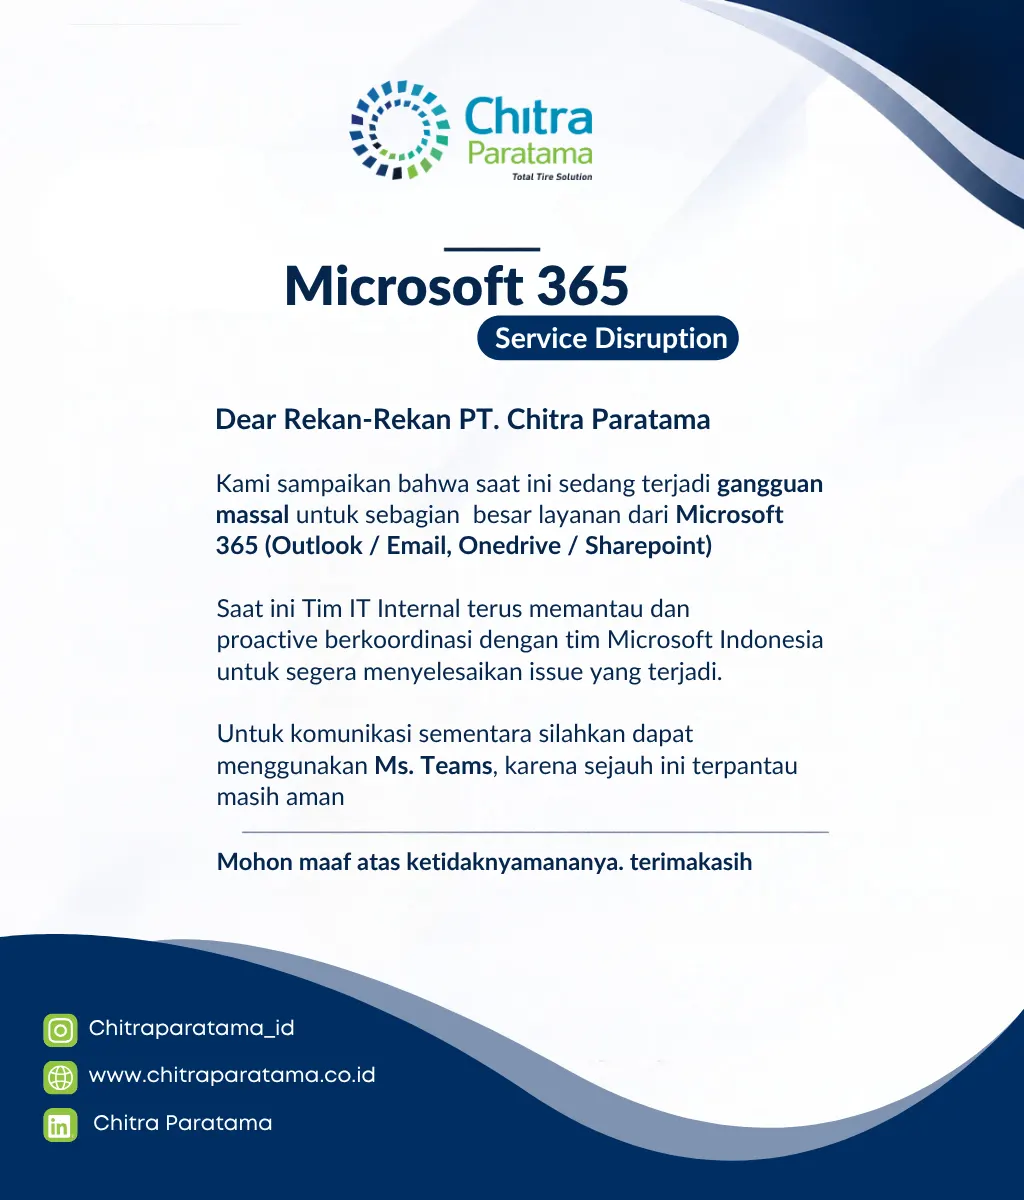 Chitra
Paratama
Total Tire Solution
Microsoft 365
Service Disruption
Dear Rekan-Rekan PT. Chitra Paratama
Kami sampaikan bahwa saat ini sedang terjadi gangguan
massal untuk sebagian besar layanan dari Microsoft
365 (Outlook / Email, Onedrive / Sharepoint)
Saat ini Tim IT Internal terus memantau dan
proactive berkoordinasi dengan tim Microsoft Indonesia
untuk segera menyelesaikan issue yang terjadi.
Untuk komunikasi sementara silahkan dapat
menggunakan Ms. Teams, karena sejauh ini terpantau
masih aman
Mohon maaf atas ketidaknyamananya. terimakasih
Chitraparatama_id
www.chitraparatama.co.id
in Chitra Paratama